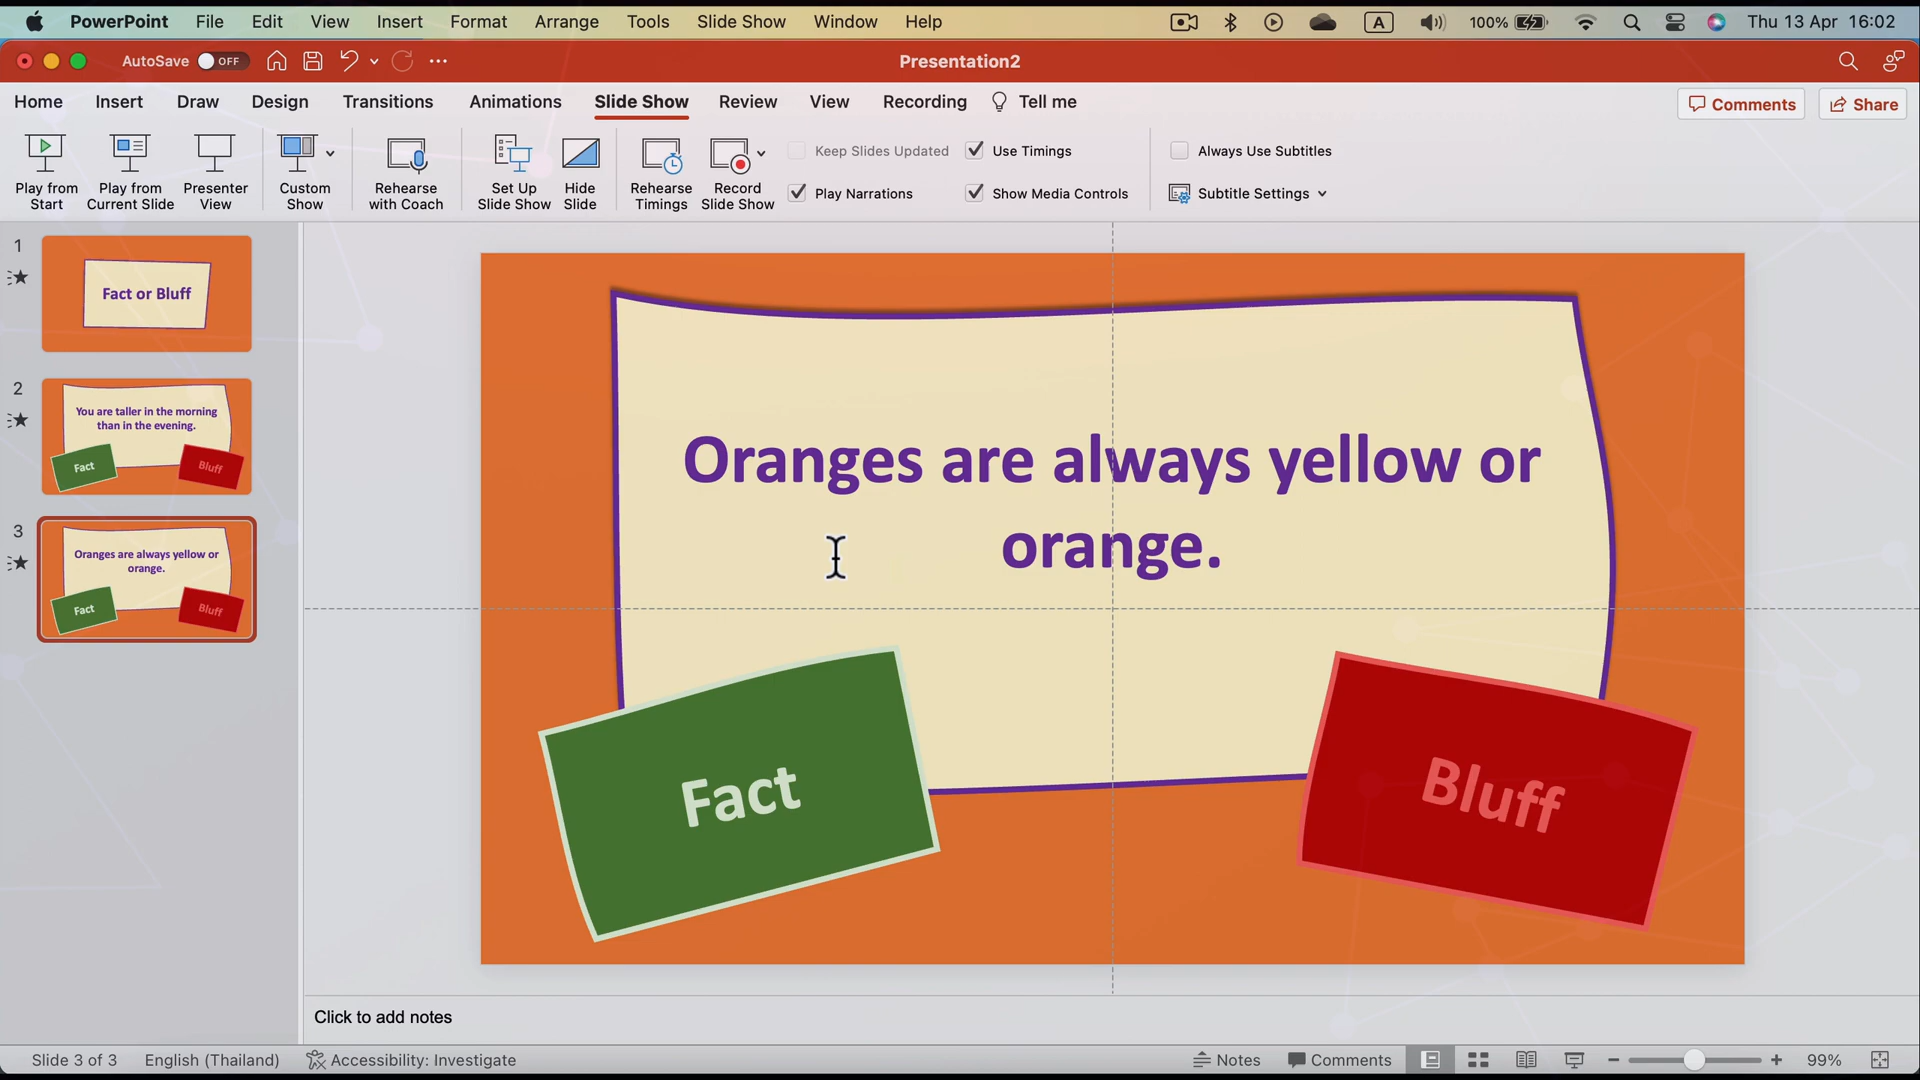 PowerPoint File Edit View Insert Format Arrange Tools Slide Show Window Help A 100% Thu 13 Apr 16:02
AutoSave OFF Presentation2
Home Insert Draw Design Transitions Animations Slide Show Review View Recording Tell me Comments Share
Play from Start
Play from Current Slide
Presenter View
Custom Show
Rehearse with Coach
Set Up Slide Show
Hide Slide
Rehearse Timings
Record Slide Show
Keep Slides Updated
Play Narrations
Use Timings
Show Media Controls
Always Use Subtitles
Subtitle Settings
1
Fact or Bluff
2
You are taller in the morning
than in the evening.
Fact Bluff
3
Oranges are always yellow or
orange.
Fact Bluff
Oranges are always yellow or
orange.
Fact
Bluff
Click to add notes
Slide 3 of 3 English (Thailand) Accessibility: Investigate Notes Comments 99%